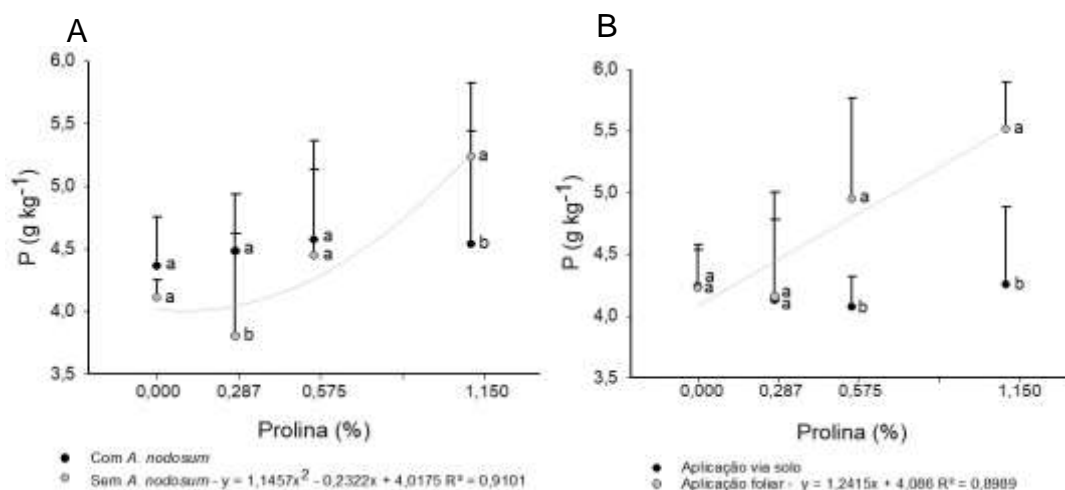 A
B
6,0
5,5
5,0
4,5
4,0
3,5
P (g kg⁻¹)
a
a
a
b
a
a
a
b
0,000
0,287
0,575
1,150
Prolina (%)
Com A. nodosum
Sem A. nodosum - y = 1,1457x² - 0,2322x + 4,0175 R² = 0,9101
6,0
5,5
5,0
4,5
4,0
3,5
P (g kg⁻¹)
a
a
a
a
a
b
a
b
0,000
0,287
0,575
1,150
Prolina (%)
Aplicação via solo
Aplicação foliar - y = 1,2415x + 4,086 R² = 0,8989